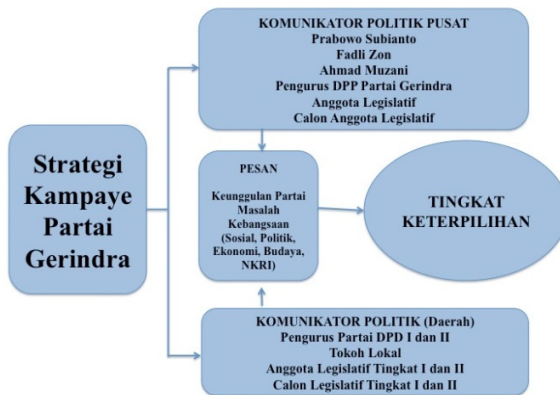 KOMUNIKATOR POLITIK PUSAT
Prabowo Subianto
Fadli Zon
Ahmad Muzani
Pengurus DPP Partai Gerindra
Anggota Legislatif
Calon Anggota Legislatif
Strategi
Kampaye
Partai
Gerindra
PESAN
Keunggulan Partai
Masalah
Kebangsaan
(Sosial, Politik,
Ekonomi, Budaya,
NKRI)
TINGKAT
KETERPILIHAN
KOMUNIKATOR POLITIK (Daerah)
Pengurus Partai DPD I dan II
Tokoh Lokal
Anggota Legislatif Tingkat I dan II
Calon Legislatif Tingkat I dan II